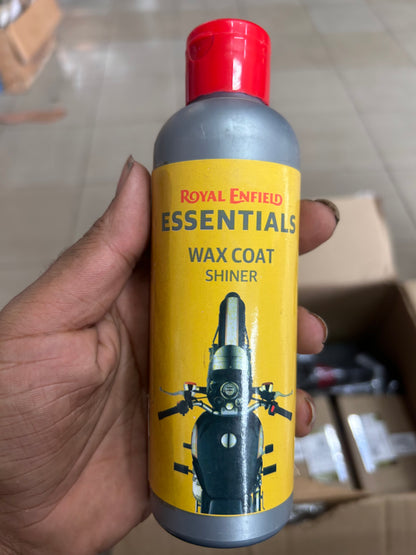 ROYAL ENFIELD
ESSENTIALS
WAX COAT
SHINER